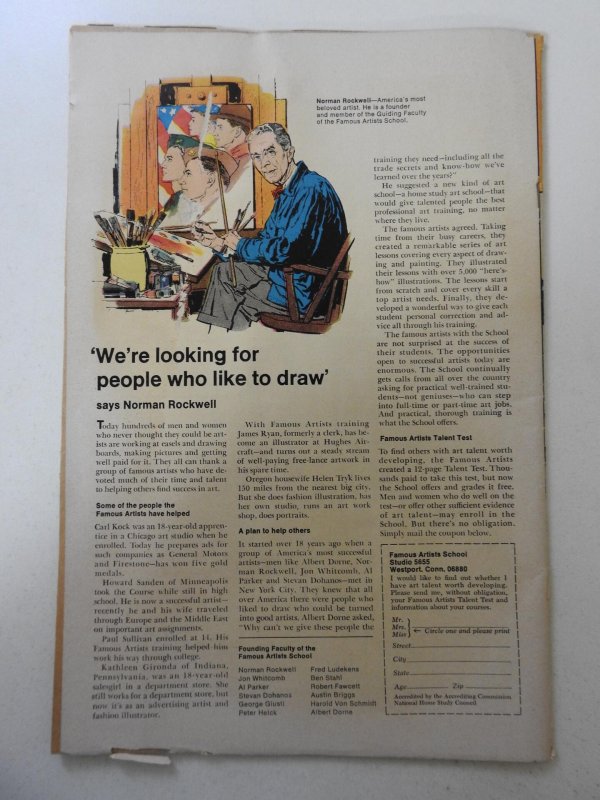 Norman Rockwell—America's most
beloved artist. He is a founder
and member of the Guiding Faculty
of the Famous Artists School.
'We're looking for
people who like to draw'
says Norman Rockwell
Today hundreds of men and women
who never thought they could be art-
ists are working at easels and drawing
boards, making pictures and getting
well paid for it. They all can thank a
group of famous artists who have de-
voted much of their time and talent
to helping others find success in art.
Some of the people the
Famous Artists have helped
Carl Kock was an 18-year-old appren-
tice in a Chicago art studio when he
enrolled. Today he prepares ads for
such companies as General Motors
and Firestone—has won five gold
medals.
Howard Sanden of Minneapolis
took the Course while still in high
school. He is now a successful artist—
recently he and his wife traveled
through Europe and the Middle East
on important art assignments.
Paul Sullivan enrolled at 14. His
Famous Artists training helped him
work his way through college.
Kathleen Gironda of Indiana,
Pennsylvania, was an 18-year-old
salesgirl in a department store. She
still works for a department store, but
now it's as an advertising artist and
fashion illustrator.
With Famous Artists training
James Ryan, formerly a clerk, has be-
come an illustrator at Hughes Air-
craft—and turns out a steady stream
of well-paying free-lance artwork in
his spare time.
Oregon housewife Helen Tryk lives
150 miles from the nearest big city.
But she does fashion illustration, has
her own studio, runs an art work
shop, does portraits.
A plan to help others
It started over 18 years ago when a
group of America's most successful
artists—men like Albert Dorne, Nor-
man Rockwell, Jon Whitcomb, Al
Parker and Stevan Dohanos—met in
New York City. They knew that all
over America there were people who
liked to draw who could be turned
into good artists. Albert Dorne asked,
"Why can't we give these people the
Founding Faculty of the
Famous Artists School
Norman Rockwell
Jon Whitcomb
Al Parker
Stevan Dohanos
George Giusti
Peter Helck
Fred Ludekens
Ben Stahl
Robert Fawcett
Austin Briggs
Harold Von Schmidt
Albert Dorne
training they need—including all the
trade secrets and know-how we've
learned over the years?"
He suggested a new kind of art
school—a home study art school—that
would give talented people the best
professional art training, no matter
where they live.
The famous artists agreed. Taking
time from their busy careers, they
created a remarkable series of art
lessons covering every aspect of draw-
ing and painting. They illustrated
their lessons with over 5,000 "here's-
how" illustrations. The lessons start
from scratch and cover every skill a
top artist needs. Finally, they de-
veloped a wonderful way to give each
student personal correction and ad-
vice all through his training.
The famous artists with the School
are not surprised at the success of
their students. The opportunities
open to successful artists today are
enormous. The School continually
gets calls from all over the country
asking for practical well-trained stu-
dents—not geniuses—who can step
into full-time or part-time art jobs.
And practical, thorough training is
what the School offers.
Famous Artists Talent Test
To find others with art talent worth
developing, the Famous Artists
created a 12-page Talent Test. Thou-
sands paid to take this test, but now
the School offers and grades it free.
Men and women who do well on the
test—or offer other sufficient evidence
of art talent—may enroll in the
School. But there's no obligation.
Simply mail the coupon below.
Famous Artists School
Studio 5655
Westport, Conn. 06880
I would like to find out whether I
have art talent worth developing.
Please send me, without obligation,
your Famous Artists Talent Test and
information about your courses.
Mr.
Mrs. ← Circle one and please print
Miss
Street
City
State
Age Zip
Accredited by the Accrediting Commission
National Home Study Council